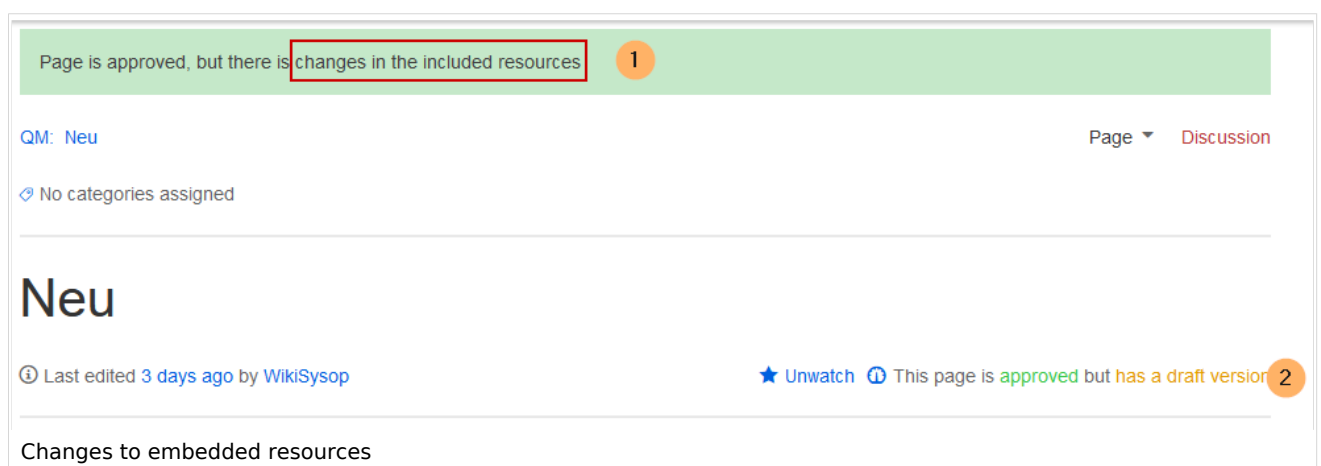 Page is approved, but there is changes in the included resources 1
QM: Neu Page Discussion
No categories assigned
Neu
Last edited 3 days ago by WikiSysop Unwatch This page is approved but has a draft version 2
Changes to embedded resources